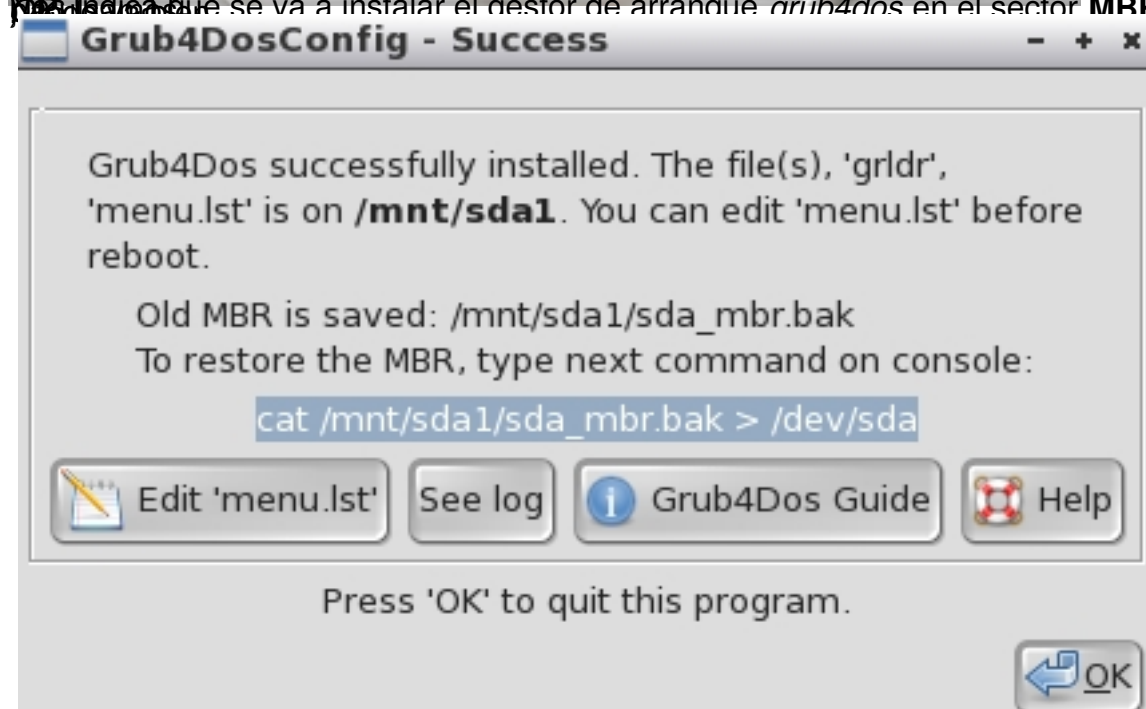 que se va a instalar el gestor de arranque grub4dos en el sector MBR
Grub4DosConfig - Success
Grub4Dos successfully installed. The file(s), 'grldr',
'menu.lst' is on /mnt/sda1. You can edit 'menu.lst' before
reboot.
Old MBR is saved: /mnt/sda1/sda_mbr.bak
To restore the MBR, type next command on console:
cat /mnt/sda1/sda_mbr.bak > /dev/sda
Edit 'menu.lst' See log Grub4Dos Guide Help
Press 'OK' to quit this program.
OK